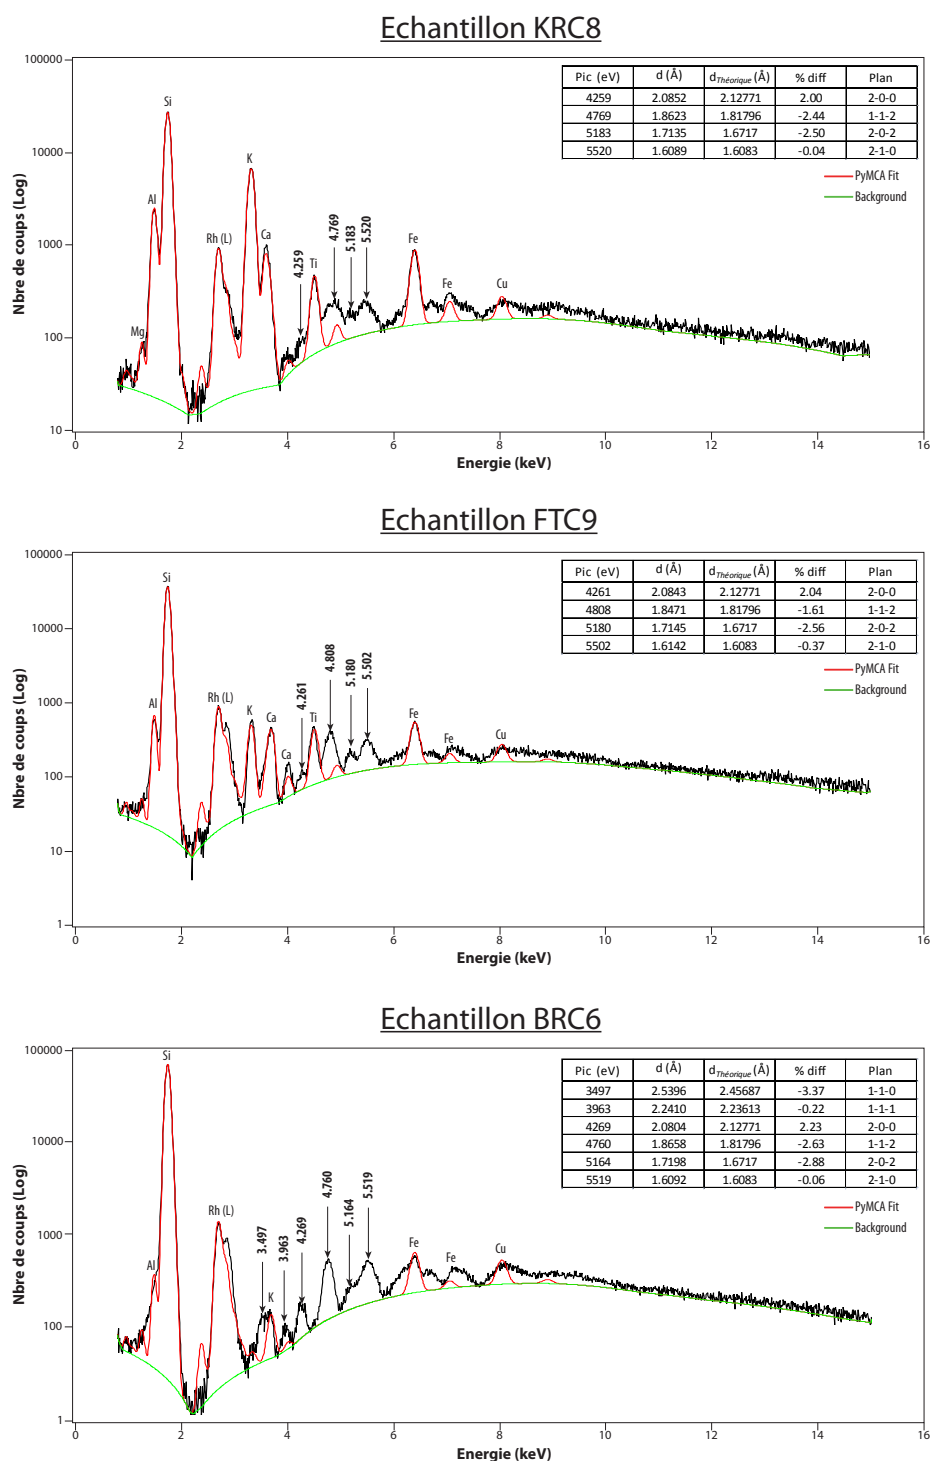 Echantillon KRC8
100000
10000
1000
100
10
Nbre de coups (Log)
Mg
Al
Si
Rh (L)
K
Ca
4.259
Ti
4.769
5.183
5.520
Fe
Fe
Cu
Pic (eV) d (Å) dThéorique (Å) % diff Plan
4259 2.0852 2.12771 2.00 2-0-0
4769 1.8623 1.81796 -2.44 1-1-2
5183 1.7135 1.6717 -2.50 2-0-2
5520 1.6089 1.6083 -0.04 2-1-0
PyMCA Fit
Background
0 2 4 6 8 10 12 14 16
Energie (keV)
Echantillon FTC9
100000
10000
1000
100
10
1
Nbre de coups (Log)
Al
Si
Rh (L)
K
Ca
Ca
4.261
Ti
4.808
5.180
5.502
Fe
Fe
Cu
Pic (eV) d (Å) dThéorique (Å) % diff Plan
4261 2.0843 2.12771 2.04 2-0-0
4808 1.8471 1.81796 -1.61 1-1-2
5180 1.7145 1.6717 -2.56 2-0-2
5502 1.6142 1.6083 -0.37 2-1-0
PyMCA Fit
Background
0 2 4 6 8 10 12 14 16
Energie (keV)
Echantillon BRC6
100000
10000
1000
100
1
Nbre de coups (Log)
Al
Si
Rh (L)
3.497
K
3.963
4.269
4.760
5.164
5.519
Fe
Fe
Cu
Pic (eV) d (Å) dThéorique (Å) % diff Plan
3497 2.5396 2.45687 -3.37 1-1-0
3963 2.2410 2.23613 -0.22 1-1-1
4269 2.0804 2.12771 2.23 2-0-0
4760 1.8658 1.81796 -2.63 1-1-2
5164 1.7198 1.6717 -2.88 2-0-2
5519 1.6092 1.6083 -0.06 2-1-0
PyMCA Fit
Background
0 2 4 6 8 10 12 14 16
Energie (keV)